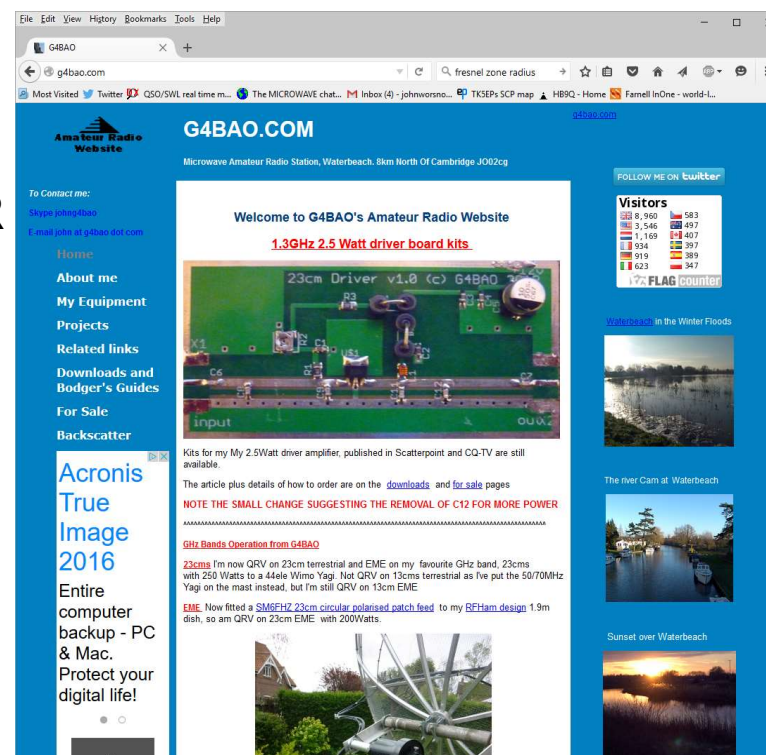 File Edit View History Bookmarks Tools Help
G4BAO
g4bao.com
fresnel zone radius
Most Visited Twitter QSO/SWL real time m... The MICROWAVE chat... Inbox (4) - johnworsno... TK5EPs SCP map HB9Q - Home Farnell InOne - world-l...
Amateur Radio
Website
G4BAO.COM
g4bao.com
Microwave Amateur Radio Station, Waterbeach. 8km North Of Cambridge JO02cg
To Contact me:
Skype johng4bao
E-mail john at g4bao dot com
Home
About me
My Equipment
Projects
Related links
Downloads and
Bodger's Guides
For Sale
Backscatter
Acronis
True
Image
2016
Entire
computer
backup - PC
& Mac.
Protect your
digital life!
Welcome to G4BAO's Amateur Radio Website
1.3GHz 2.5 Watt driver board kits
23cm Driver v1.0 (c) G4BAO
R3
C6
C7
input
Kits for my My 2.5Watt driver amplifier, published in Scatterpoint and CQ-TV are still
available.
The article plus details of how to order are on the downloads and for sale pages
NOTE THE SMALL CHANGE SUGGESTING THE REMOVAL OF C12 FOR MORE POWER
GHz Bands Operation from G4BAO
23cms I'm now QRV on 23cm terrestrial and EME on my favourite GHz band, 23cms
with 250 Watts to a 44ele Wimo Yagi. Not QRV on 13cms terrestrial as I've put the 50/70MHz
Yagi on the mast instead, but I'm still QRV on 13cm EME
EME Now fitted a SM6FHZ 23cm circular polarised patch feed to my RFHam design 1.9m
dish, so am QRV on 23cm EME with 200Watts.
FOLLOW ME ON twitter
Visitors
8,960 583
3,546 497
1,169 407
934 397
919 389
623 347
FLAG counter
Waterbeach in the Winter Floods
The river Cam at Waterbeach
Sunset over Waterbeach